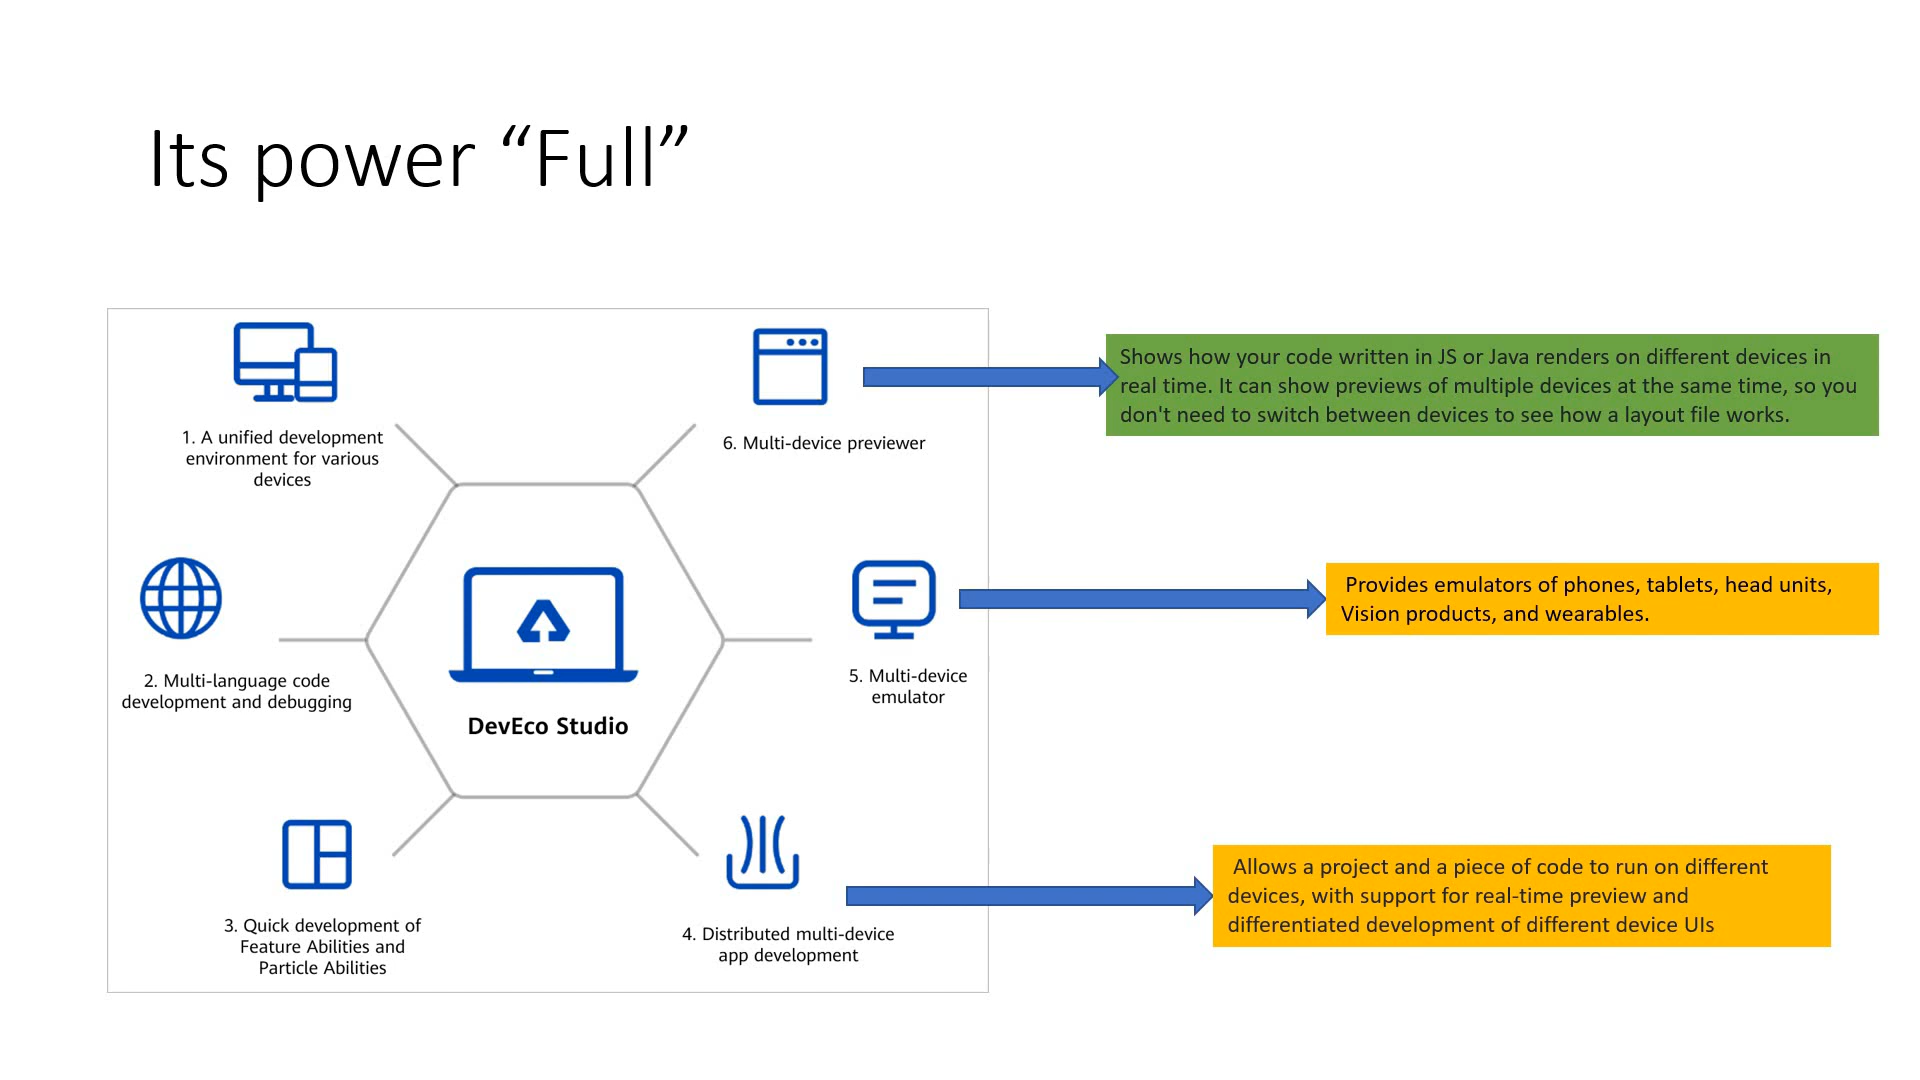 Its power “Full”
1. A unified development
environment for various
devices
2. Multi-language code
development and debugging
3. Quick development of
Feature Abilities and
Particle Abilities
DevEco Studio
6. Multi-device previewer
5. Multi-device
emulator
4. Distributed multi-device
app development
Shows how your code written in JS or Java renders on different devices in
real time. It can show previews of multiple devices at the same time, so you
don't need to switch between devices to see how a layout file works.
Provides emulators of phones, tablets, head units,
Vision products, and wearables.
Allows a project and a piece of code to run on different
devices, with support for real-time preview and
differentiated development of different device UIs